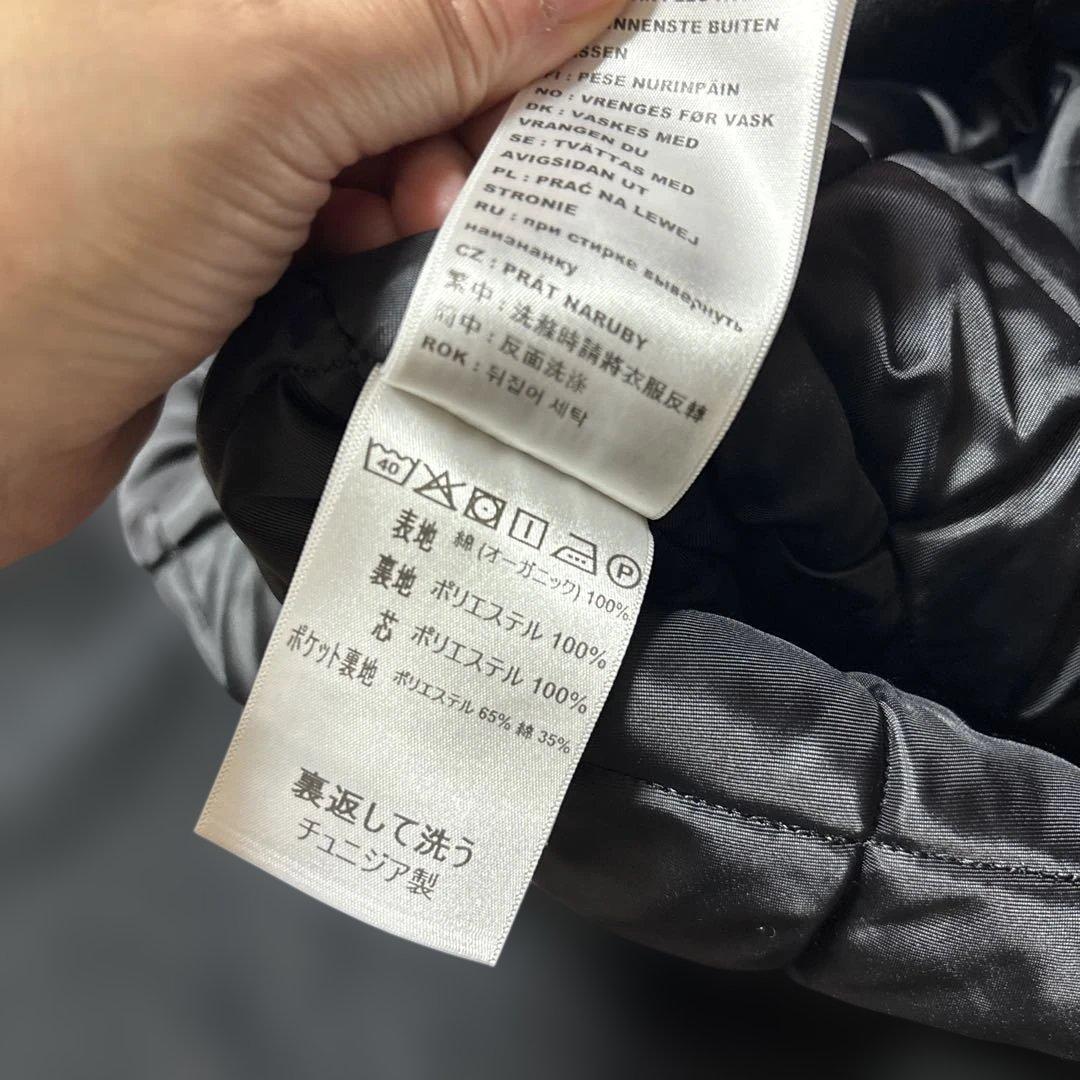 INNENSTE BUITEN
: PESE NURINPÄIN
NO : VRENGES FØR VASK
DK : VASKES MED
VRANGEN DU
SE : TVÄTTAS MED
AVIGSIDAN UT
PL : PRAĆ NA LEWEJ
STRONIE
RU : при стирке вывернуть
наизнанку
CZ : PRÁT NARUBY
繁中 : 洗滌時請將衣服反轉
簡中 : 反面洗涤
ROK : 뒤집어 세탁
40 P
表地 綿 (オーガニック) 100%
裏地 ポリエステル 100%
芯 ポリエステル 100%
ポケット裏地 ポリエステル 65% 綿 35%
裏返して洗う
チュニジア製